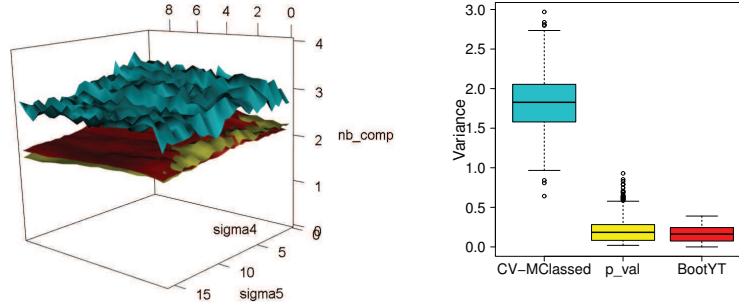 8 6 4 2 0
4
3
2
1
0
nb_comp
sigma4
0
5
10
15
sigma5
Variance
3.0
2.5
2.0
1.5
1.0
0.5
0.0
CV−MClassed p_val BootYT